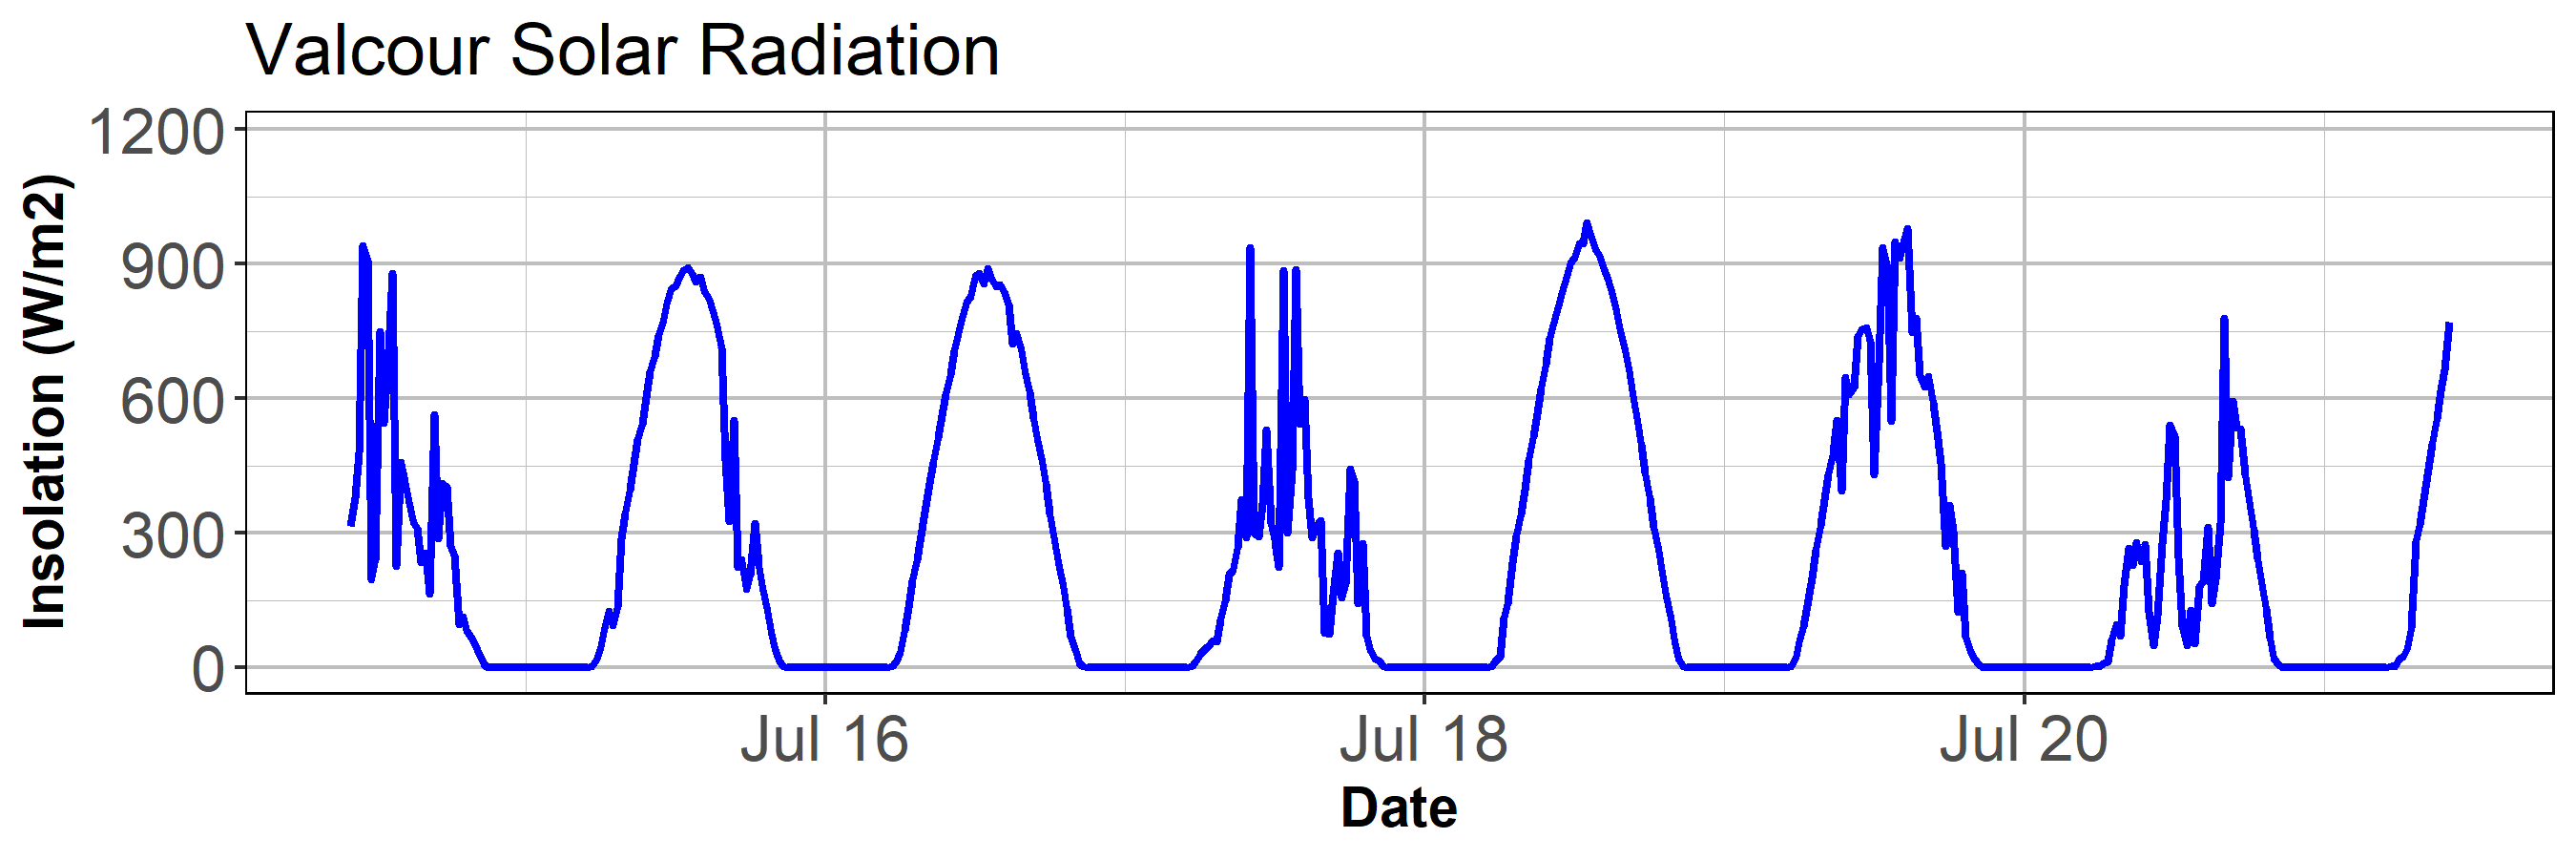 Valcour Solar Radiation
Insolation (W/m2)
1200
900
600
300
0
Jul 16
Jul 18
Jul 20
Date